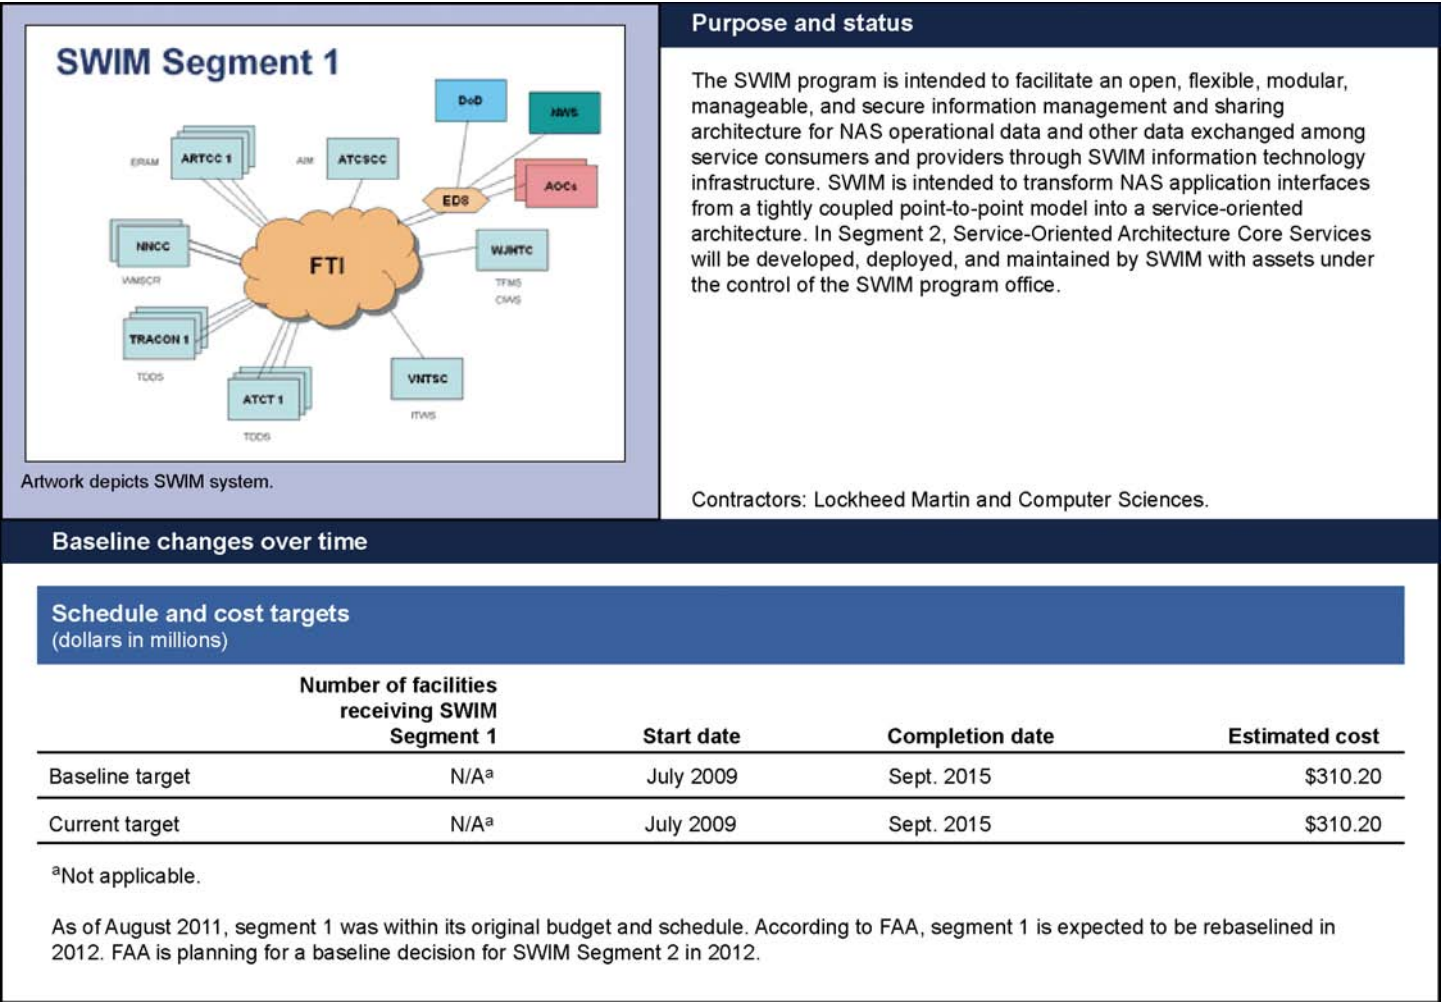 SWIM Segment 1
DoD
NWS
ERAM
ARTCC 1
AIM
ATCSCC
AOCs
ED8
NNCC
WMSCR
FTI
WJHTC
TFMS
CIWS
TRACON 1
TDDS
ATCT 1
TDDS
VNTSC
ITWS
Artwork depicts SWIM system.
Purpose and status
The SWIM program is intended to facilitate an open, flexible, modular,
manageable, and secure information management and sharing
architecture for NAS operational data and other data exchanged among
service consumers and providers through SWIM information technology
infrastructure. SWIM is intended to transform NAS application interfaces
from a tightly coupled point-to-point model into a service-oriented
architecture. In Segment 2, Service-Oriented Architecture Core Services
will be developed, deployed, and maintained by SWIM with assets under
the control of the SWIM program office.
Contractors: Lockheed Martin and Computer Sciences.
Baseline changes over time
Schedule and cost targets
(dollars in millions)
Number of facilities
receiving SWIM
Segment 1 Start date Completion date Estimated cost
Baseline target N/Aᵃ July 2009 Sept. 2015 $310.20
Current target N/Aᵃ July 2009 Sept. 2015 $310.20
ᵃNot applicable.
As of August 2011, segment 1 was within its original budget and schedule. According to FAA, segment 1 is expected to be rebaselined in
2012. FAA is planning for a baseline decision for SWIM Segment 2 in 2012.